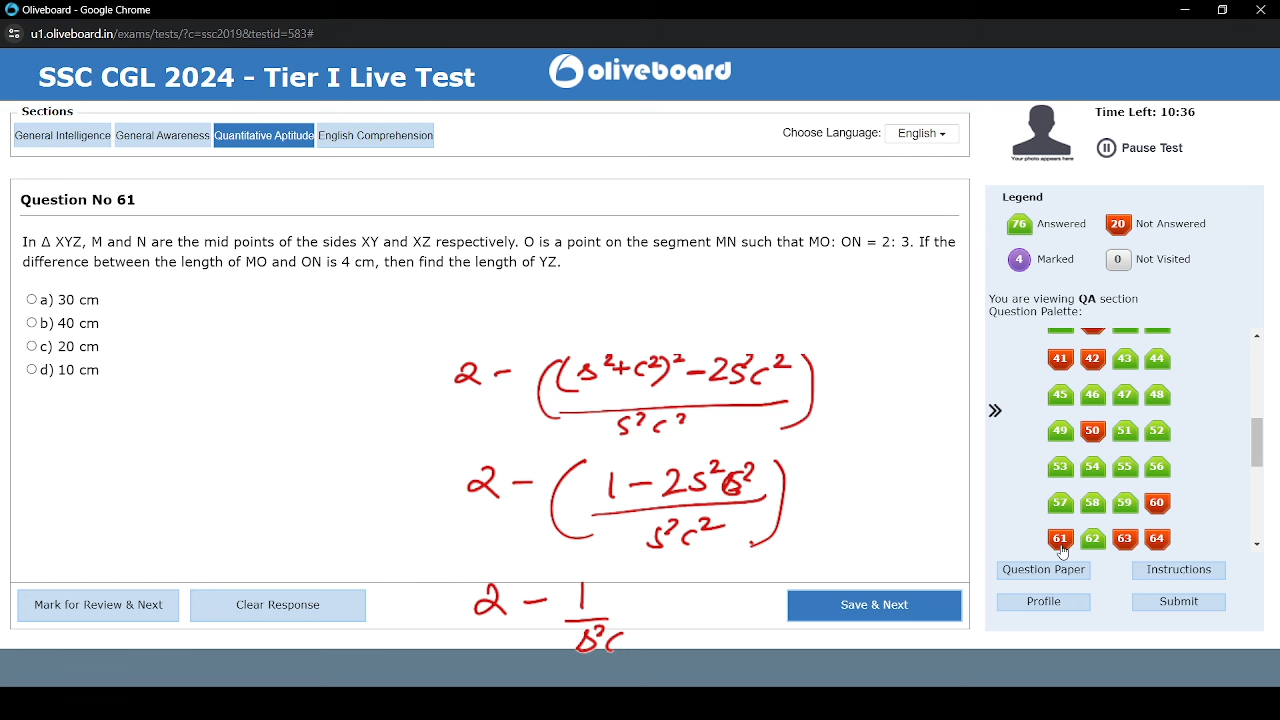 Oliveboard - Google Chrome
u1.oliveboard.in/exams/tests/?c=ssc2019&testid=583#
SSC CGL 2024 - Tier I Live Test
oliveboard
Sections
General Intelligence General Awareness Quantitative Aptitude English Comprehension
Choose Language: English
Your photo appears here
Time Left: 10:36
Pause Test
Question No 61
In Δ XYZ, M and N are the mid points of the sides XY and XZ respectively. O is a point on the segment MN such that MO: ON = 2: 3. If the
difference between the length of MO and ON is 4 cm, then find the length of YZ.
a) 30 cm
b) 40 cm
c) 20 cm
d) 10 cm
2 - ((s²+c²)² - 2s²c²
s²c²)
2 - (1 - 2s²c²
s²c²)
2 - 1
s²c
Mark for Review & Next Clear Response Save & Next
Legend
76 Answered 20 Not Answered
4 Marked 0 Not Visited
You are viewing QA section
Question Palette:
41 42 43 44
45 46 47 48
49 50 51 52
53 54 55 56
57 58 59 60
61 62 63 64
Question Paper Instructions
Profile Submit